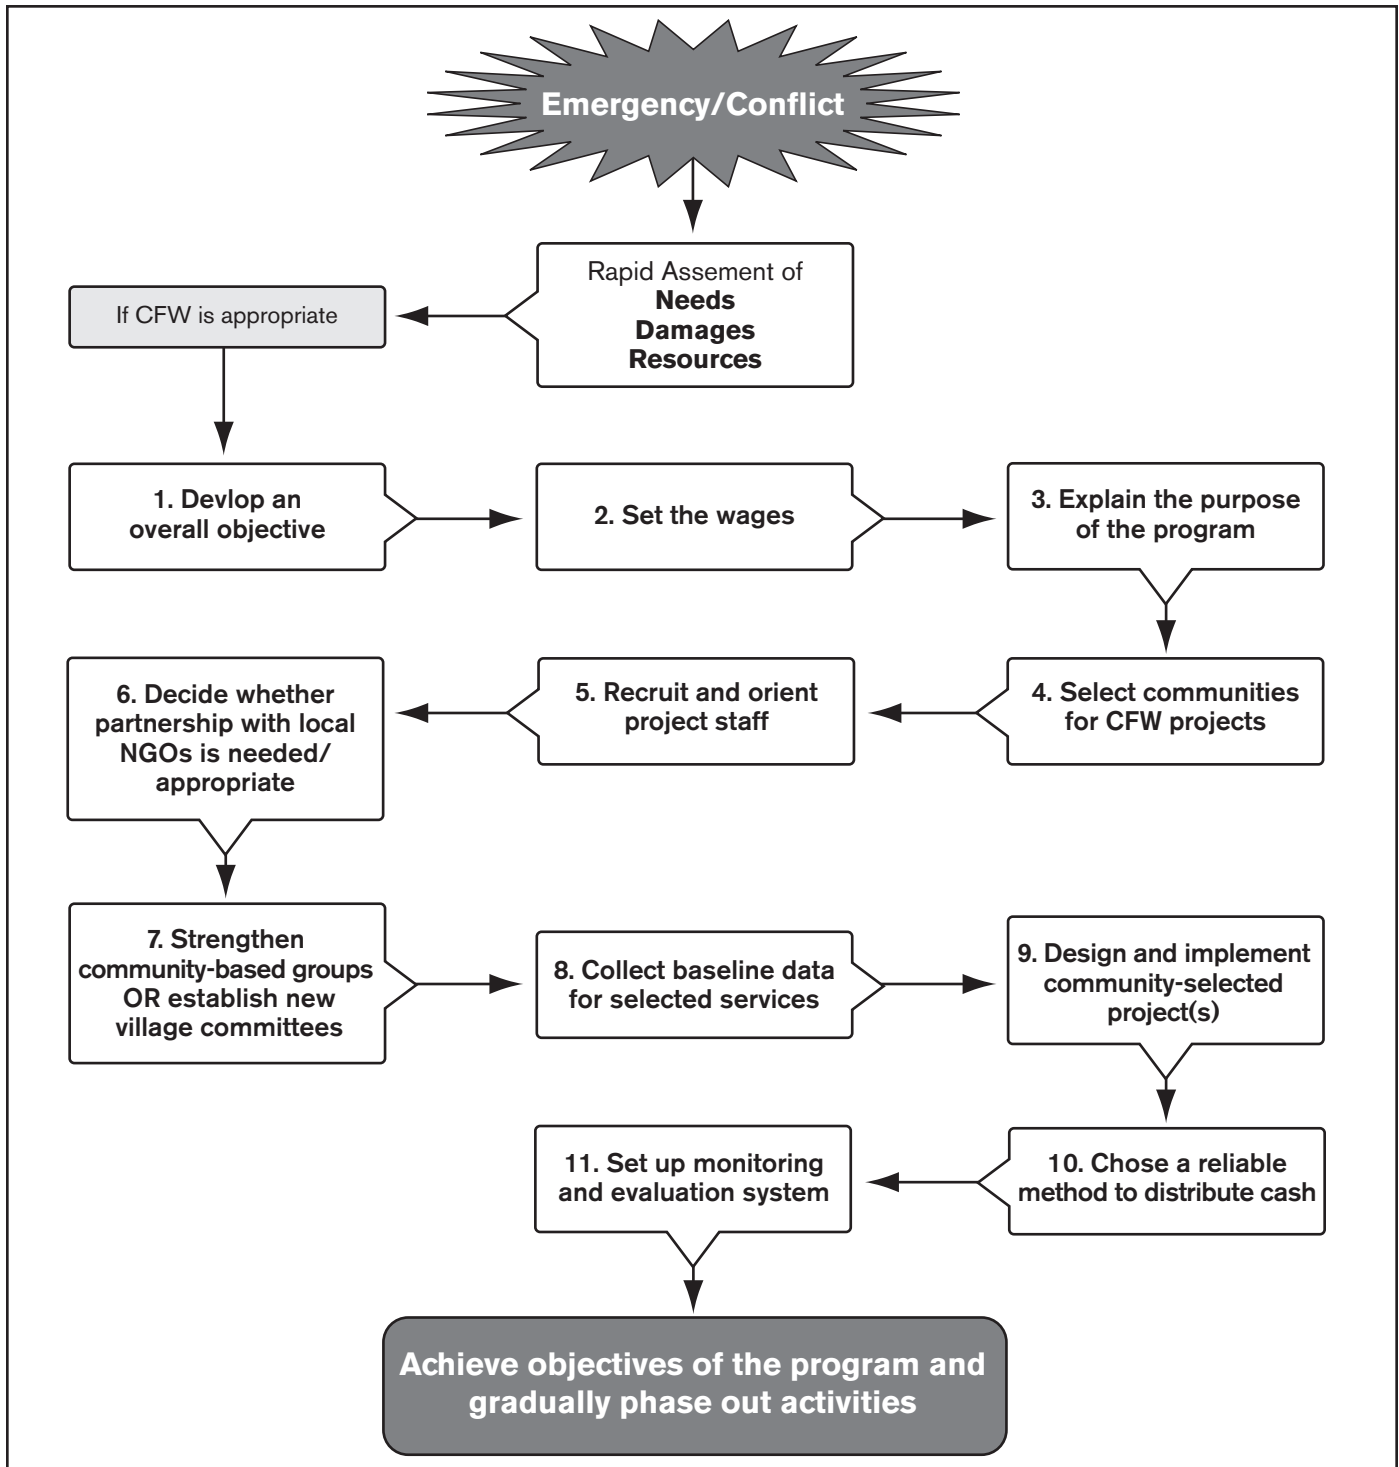 Emergency/Conflict
Rapid Assement of
Needs
Damages
Resources
If CFW is appropriate
1. Devlop an
overall objective
2. Set the wages
3. Explain the purpose
of the program
4. Select communities
for CFW projects
5. Recruit and orient
project staff
6. Decide whether
partnership with local
NGOs is needed/
appropriate
7. Strengthen
community-based groups
OR establish new
village committees
8. Collect baseline data
for selected services
9. Design and implement
community-selected
project(s)
10. Chose a reliable
method to distribute cash
11. Set up monitoring
and evaluation system
Achieve objectives of the program and
gradually phase out activities